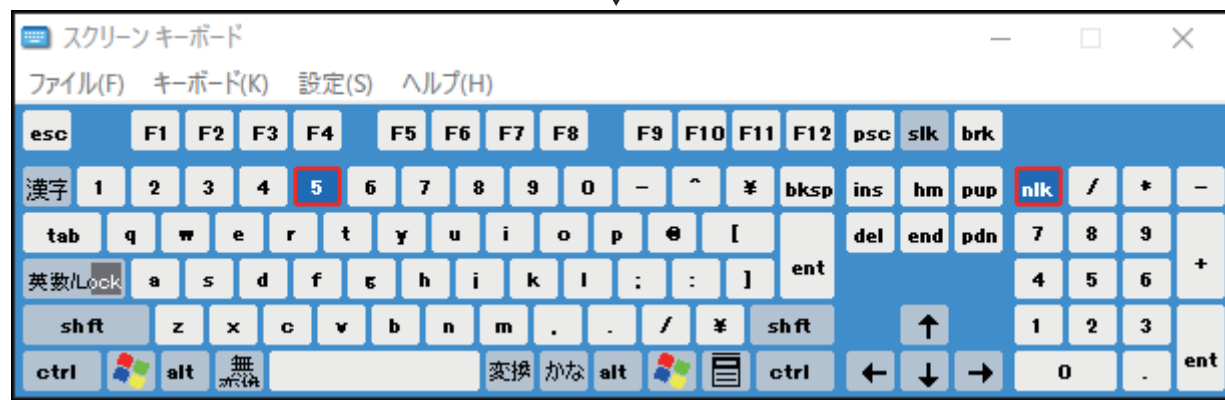 スクリーン キーボード
ファイル(F) キーボード(K) 設定(S) ヘルプ(H)
esc F1 F2 F3 F4 F5 F6 F7 F8 F9 F10 F11 F12 psc slk brk
漢字 1 2 3 4 5 6 7 8 9 0 - ^ ¥ bksp ins hm pup nlk / * -
tab q w e r t y u i o p @ [ del end pdn 7 8 9
英数/Lock a s d f g h j k l ; : ] ent 4 5 6 +
shft z x c v b n m , . / ¥ shft ↑ 1 2 3
ctrl alt 無変換 変換 かな alt ctrl ← ↓ → 0 . ent